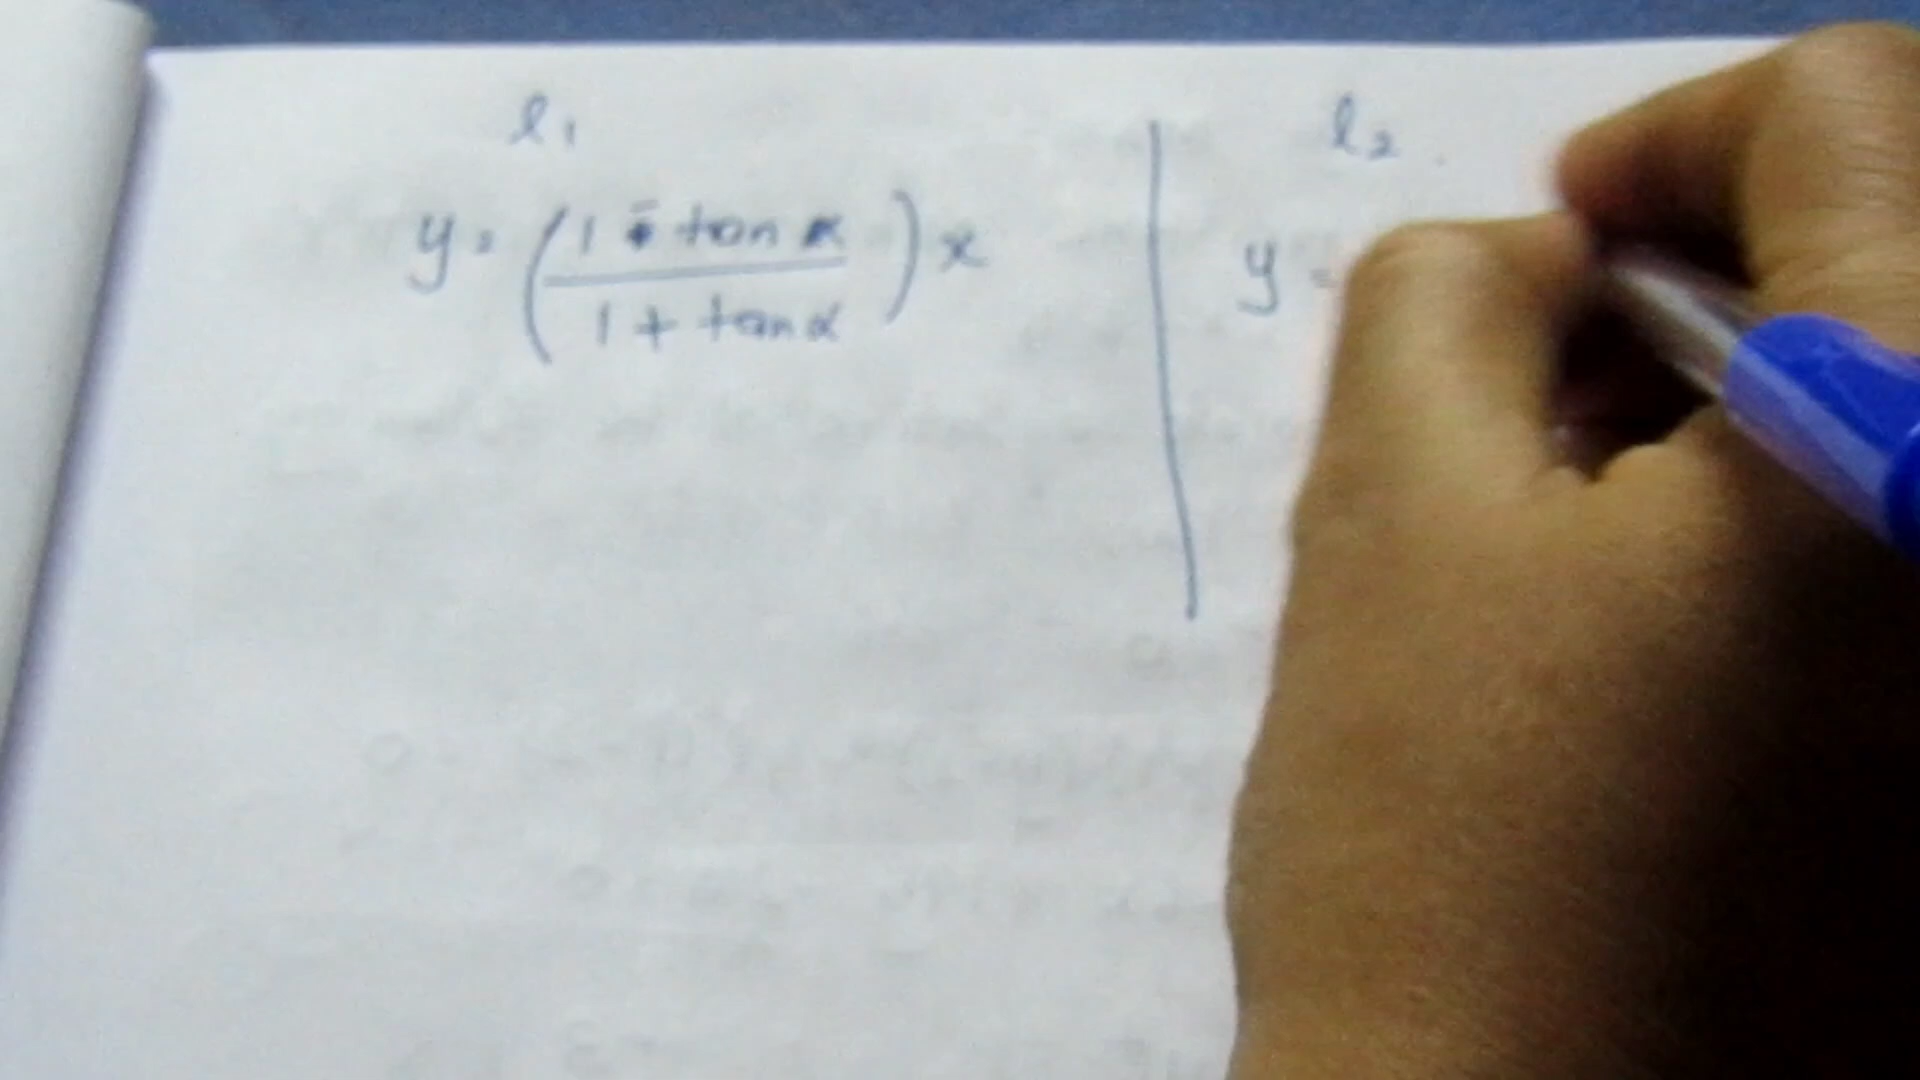 l1
y = (1 - tan α / 1 + tan α) x
l2
y =